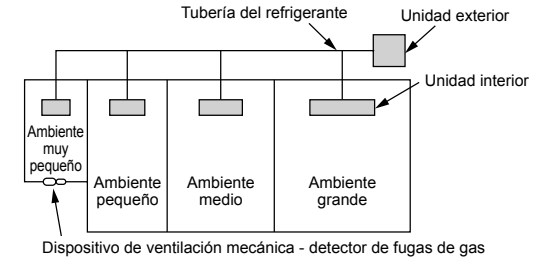 Tubería del refrigerante
Unidad exterior
Unidad interior
Ambiente
muy
pequeño
Ambiente
pequeño
Ambiente
medio
Ambiente
grande
Dispositivo de ventilación mecánica - detector de fugas de gas